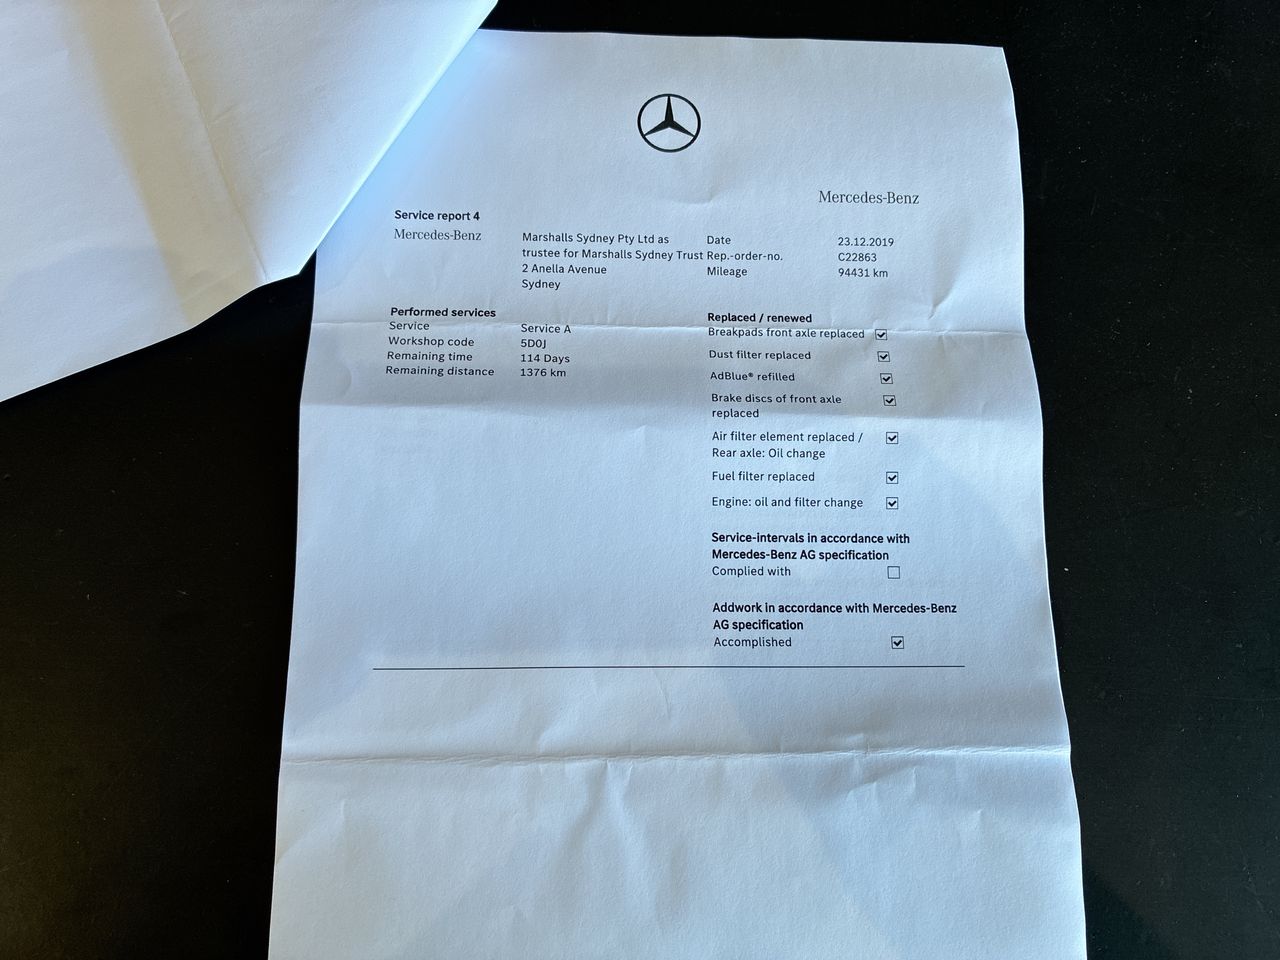 Mercedes-Benz
Service report 4
Mercedes-Benz
Marshalls Sydney Pty Ltd as
trustee for Marshalls Sydney Trust
2 Anella Avenue
Sydney
Date 23.12.2019
Rep.-order-no. C22863
Mileage 94431 km
Performed services
Service Service A
Workshop code 5D0J
Remaining time 114 Days
Remaining distance 1376 km
Replaced / renewed
Breakpads front axle replaced
Dust filter replaced
AdBlue® refilled
Brake discs of front axle
replaced
Air filter element replaced /
Rear axle: Oil change
Fuel filter replaced
Engine: oil and filter change
Service-intervals in accordance with
Mercedes-Benz AG specification
Complied with
Addwork in accordance with Mercedes-Benz
AG specification
Accomplished